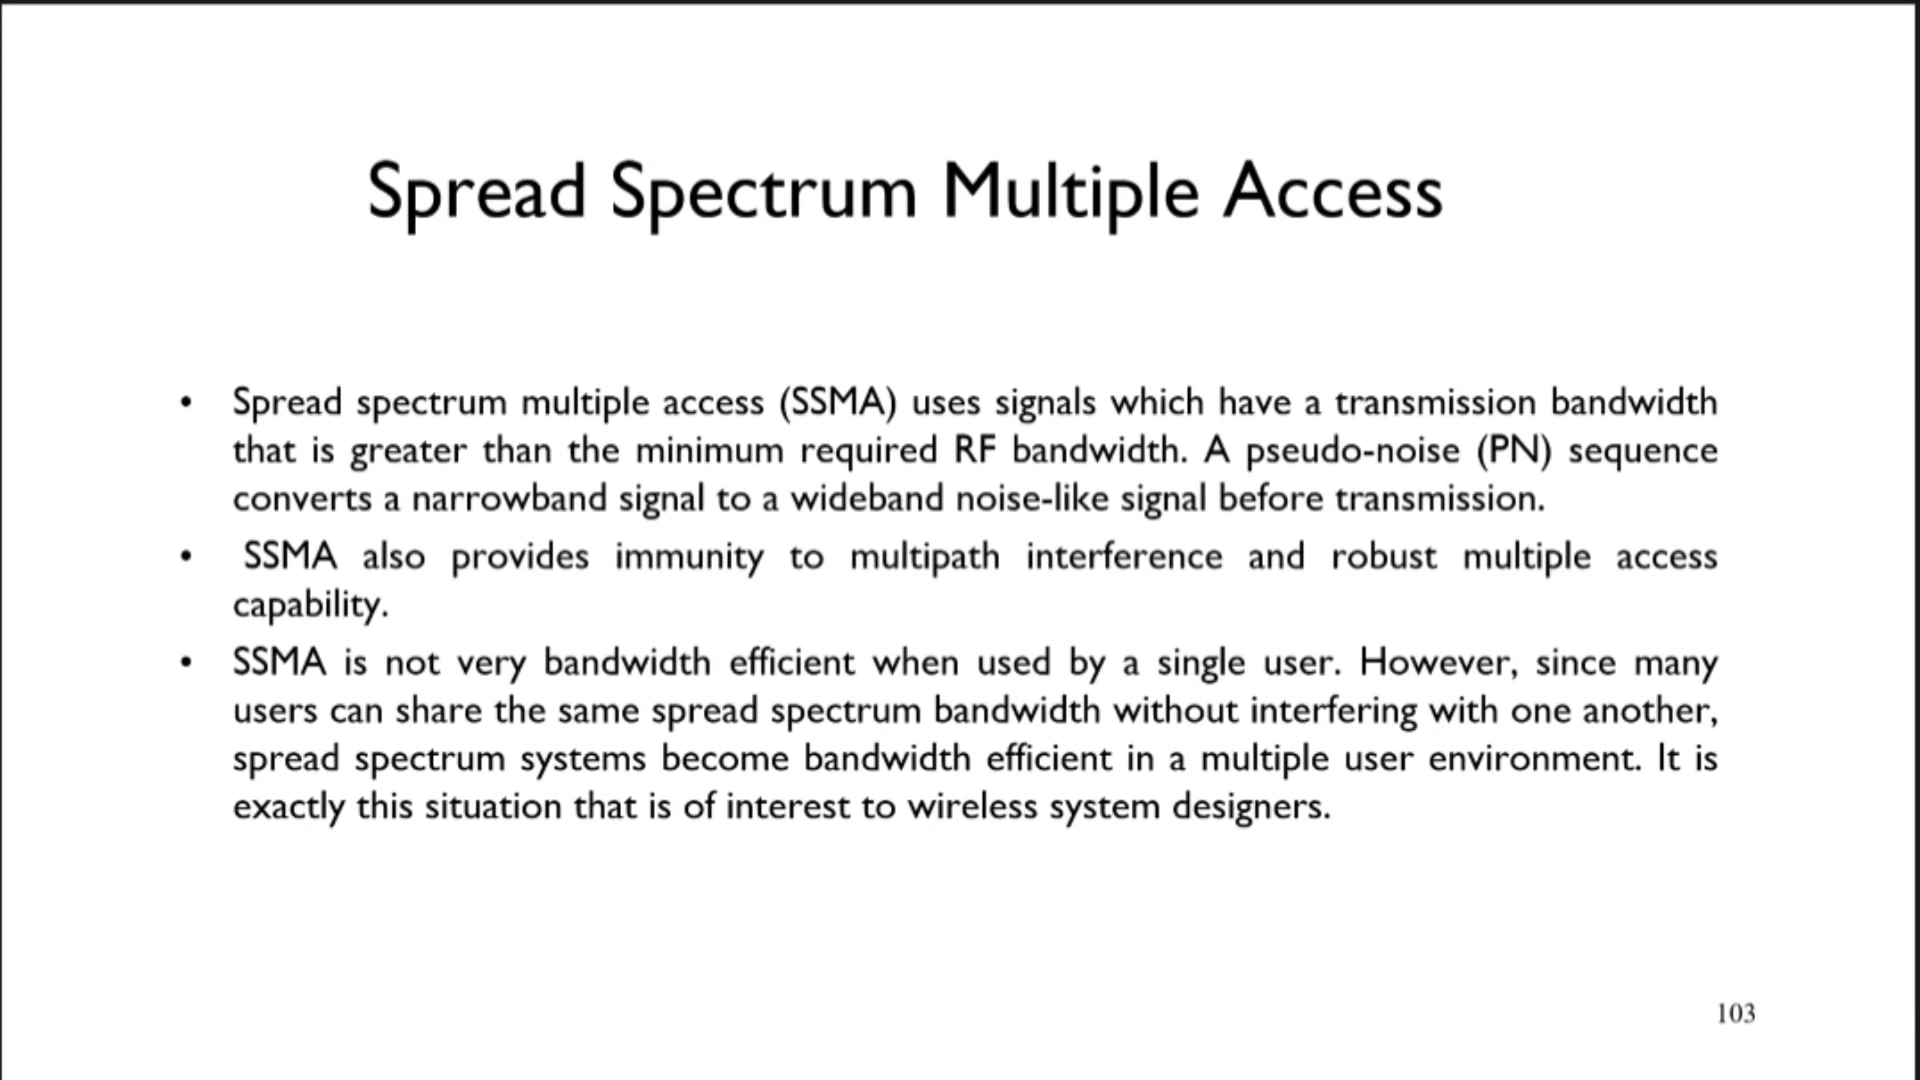 Spread Spectrum Multiple Access
• Spread spectrum multiple access (SSMA) uses signals which have a transmission bandwidth
that is greater than the minimum required RF bandwidth. A pseudo-noise (PN) sequence
converts a narrowband signal to a wideband noise-like signal before transmission.
• SSMA also provides immunity to multipath interference and robust multiple access
capability.
• SSMA is not very bandwidth efficient when used by a single user. However, since many
users can share the same spread spectrum bandwidth without interfering with one another,
spread spectrum systems become bandwidth efficient in a multiple user environment. It is
exactly this situation that is of interest to wireless system designers.
103